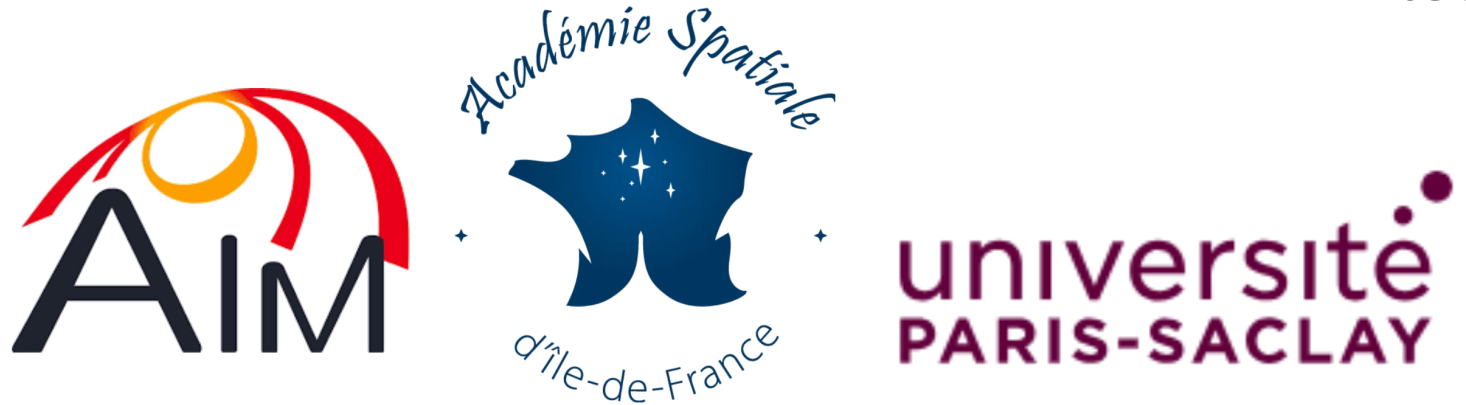 AIM
Académie Spatiale
d'Île-de-France
université
PARIS-SACLAY